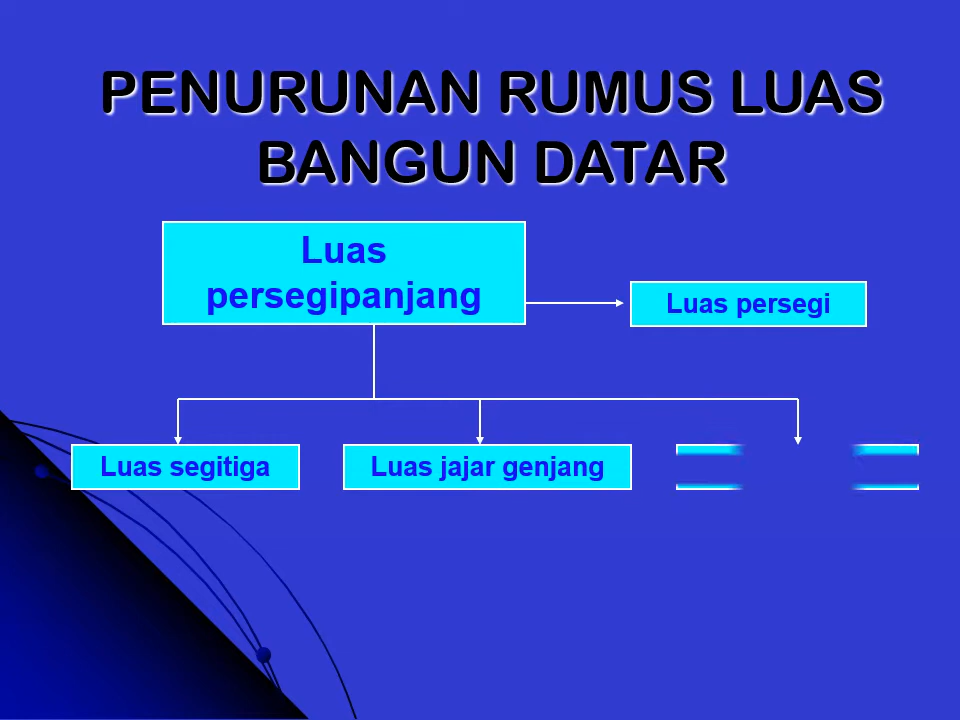 PENURUNAN RUMUS LUAS
BANGUN DATAR
Luas
persegipanjang
Luas persegi
Luas segitiga
Luas jajar genjang